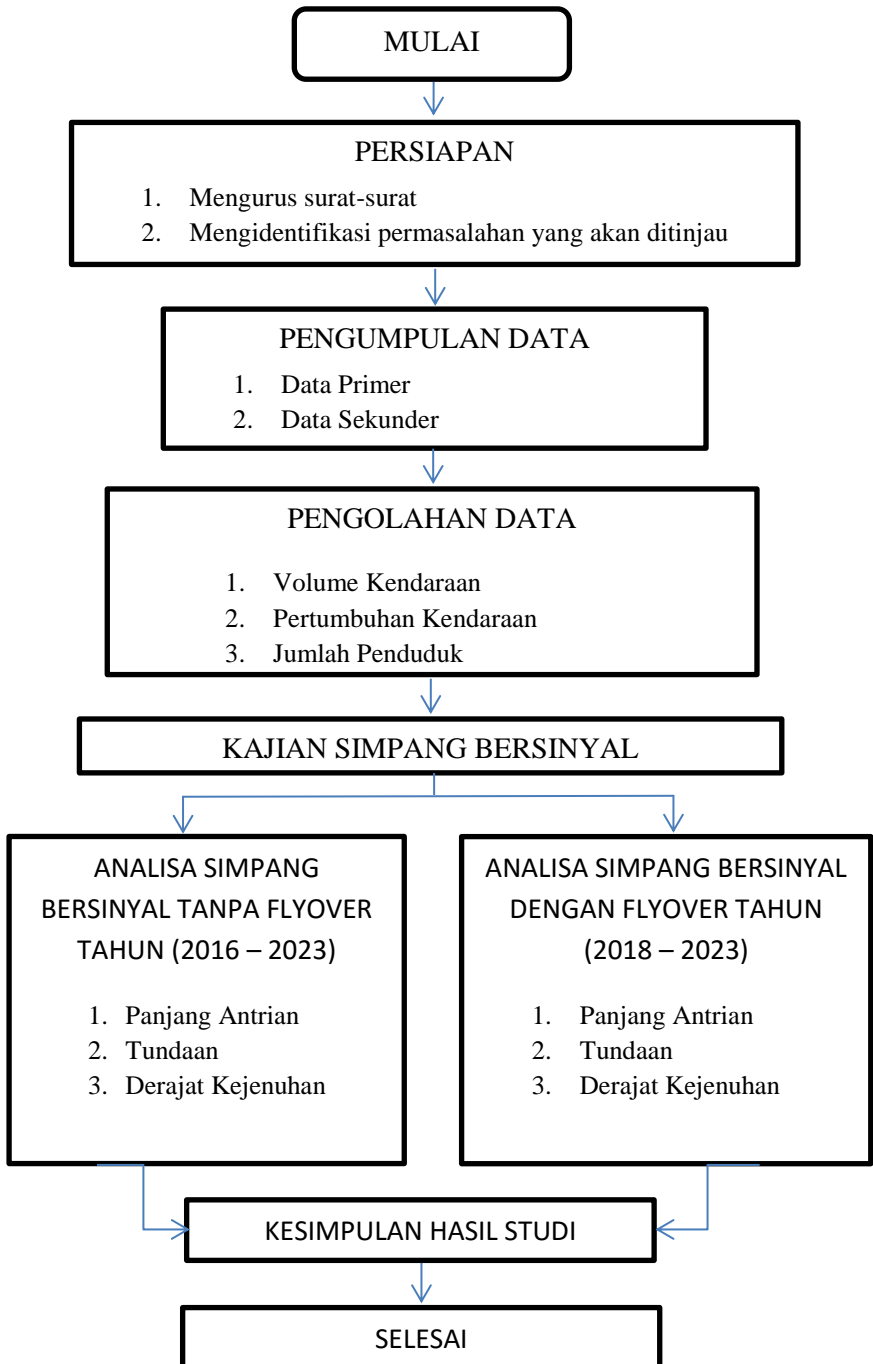 MULAI
PERSIAPAN
1. Mengurus surat-surat
2. Mengidentifikasi permasalahan yang akan ditinjau
PENGUMPULAN DATA
1. Data Primer
2. Data Sekunder
PENGOLAHAN DATA
1. Volume Kendaraan
2. Pertumbuhan Kendaraan
3. Jumlah Penduduk
KAJIAN SIMPANG BERSINYAL
ANALISA SIMPANG
BERSINYAL TANPA FLYOVER
TAHUN (2016 – 2023)
1. Panjang Antrian
2. Tundaan
3. Derajat Kejenuhan
ANALISA SIMPANG BERSINYAL
DENGAN FLYOVER TAHUN
(2018 – 2023)
1. Panjang Antrian
2. Tundaan
3. Derajat Kejenuhan
KESIMPULAN HASIL STUDI
SELESAI